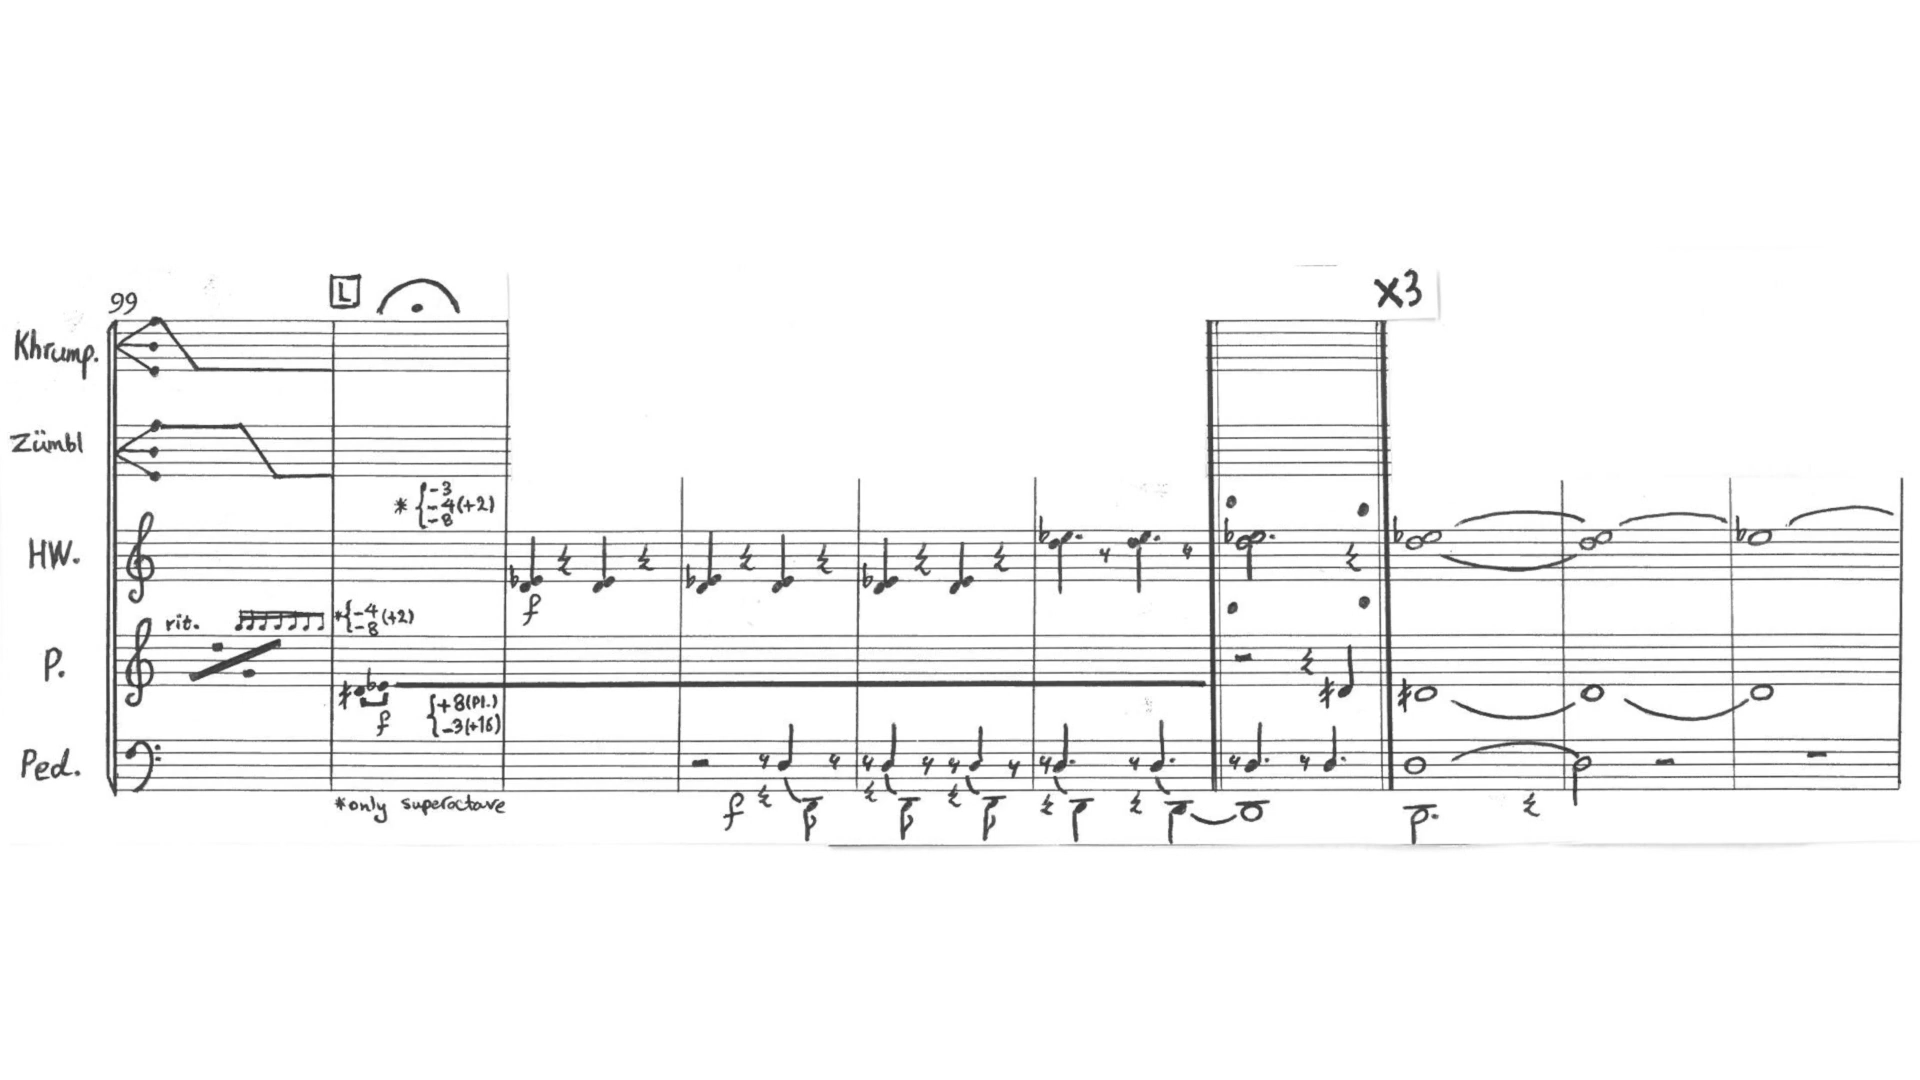 99
L
x3
Khrump.
Zümbl
* { -3
-4(+2)
-8
HW.
f
rit.
* { -4(+2)
-8
P.
f
{ +8(Pl.)
-3(+16)
Ped.
f
*only superoctave